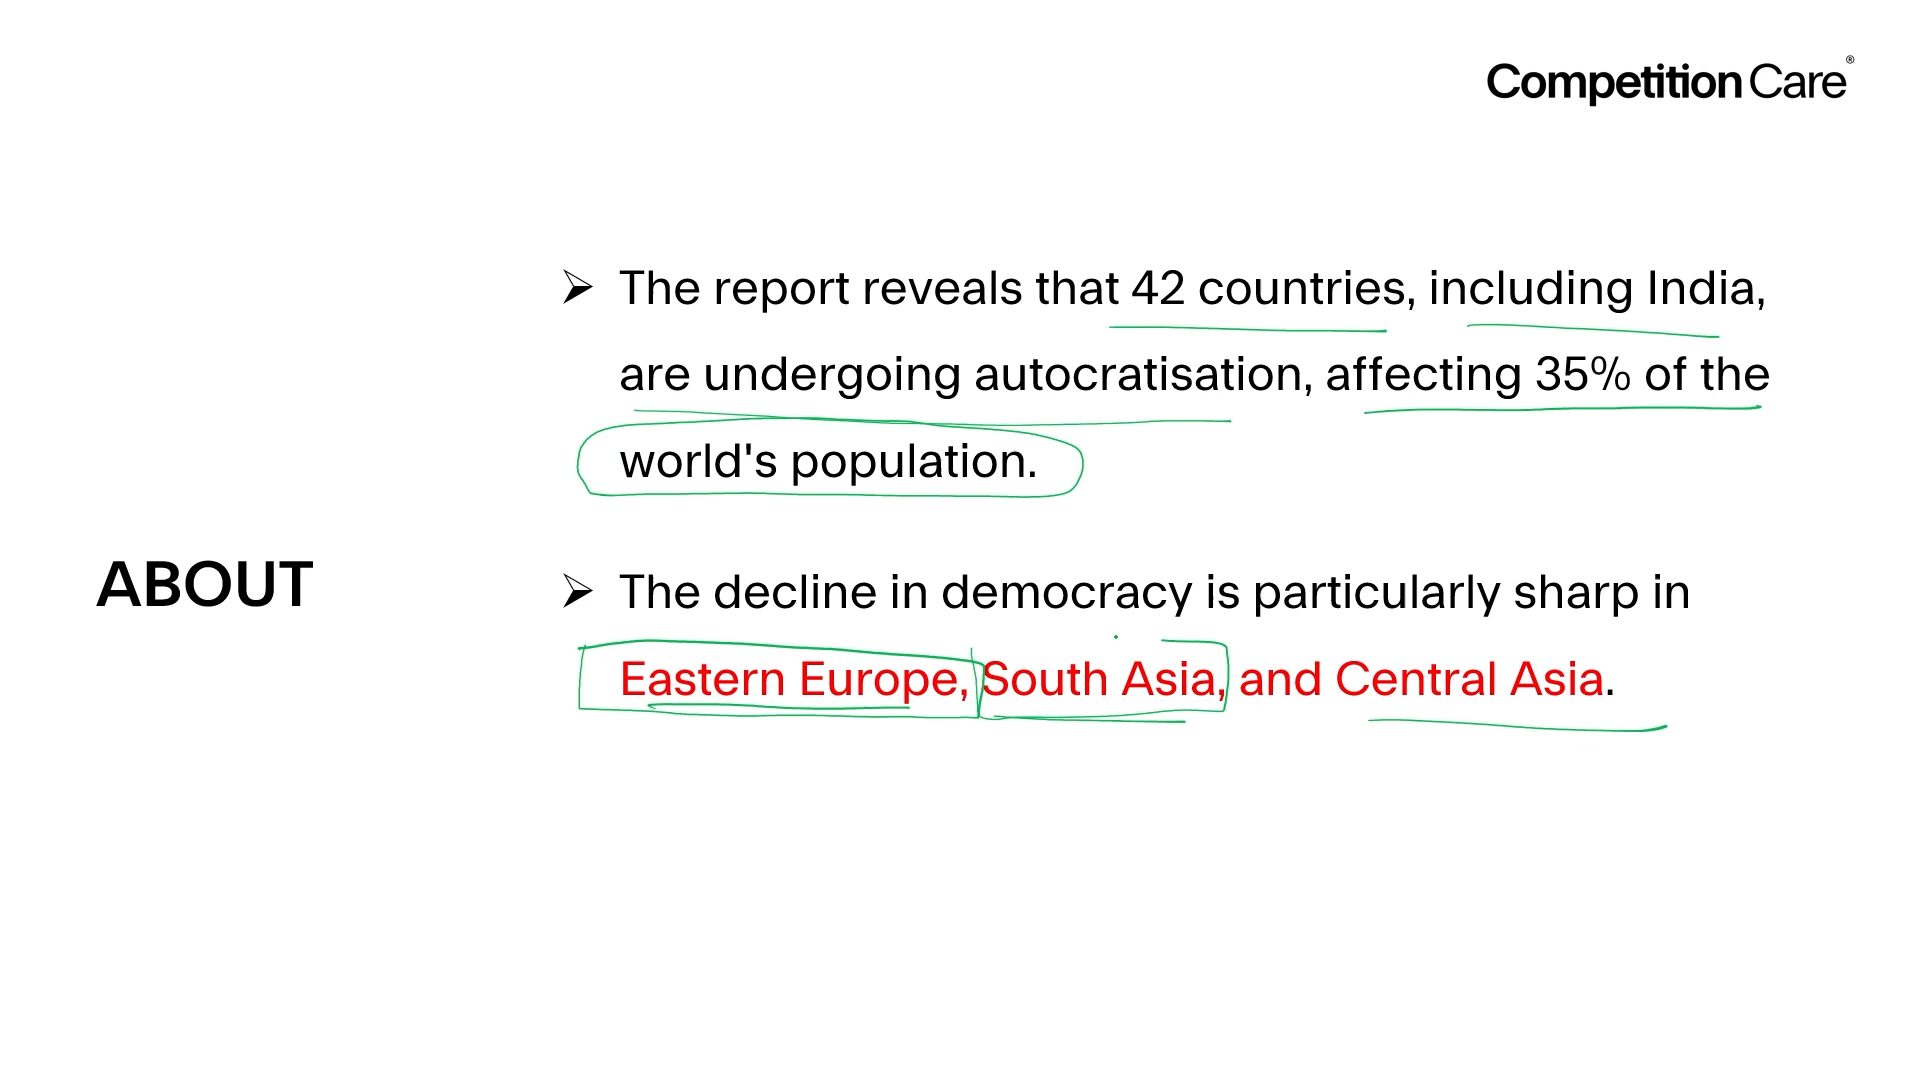 Competition Care®
➢ The report reveals that 42 countries, including India,
are undergoing autocratisation, affecting 35% of the
world's population.
ABOUT
➢ The decline in democracy is particularly sharp in
Eastern Europe, South Asia, and Central Asia.